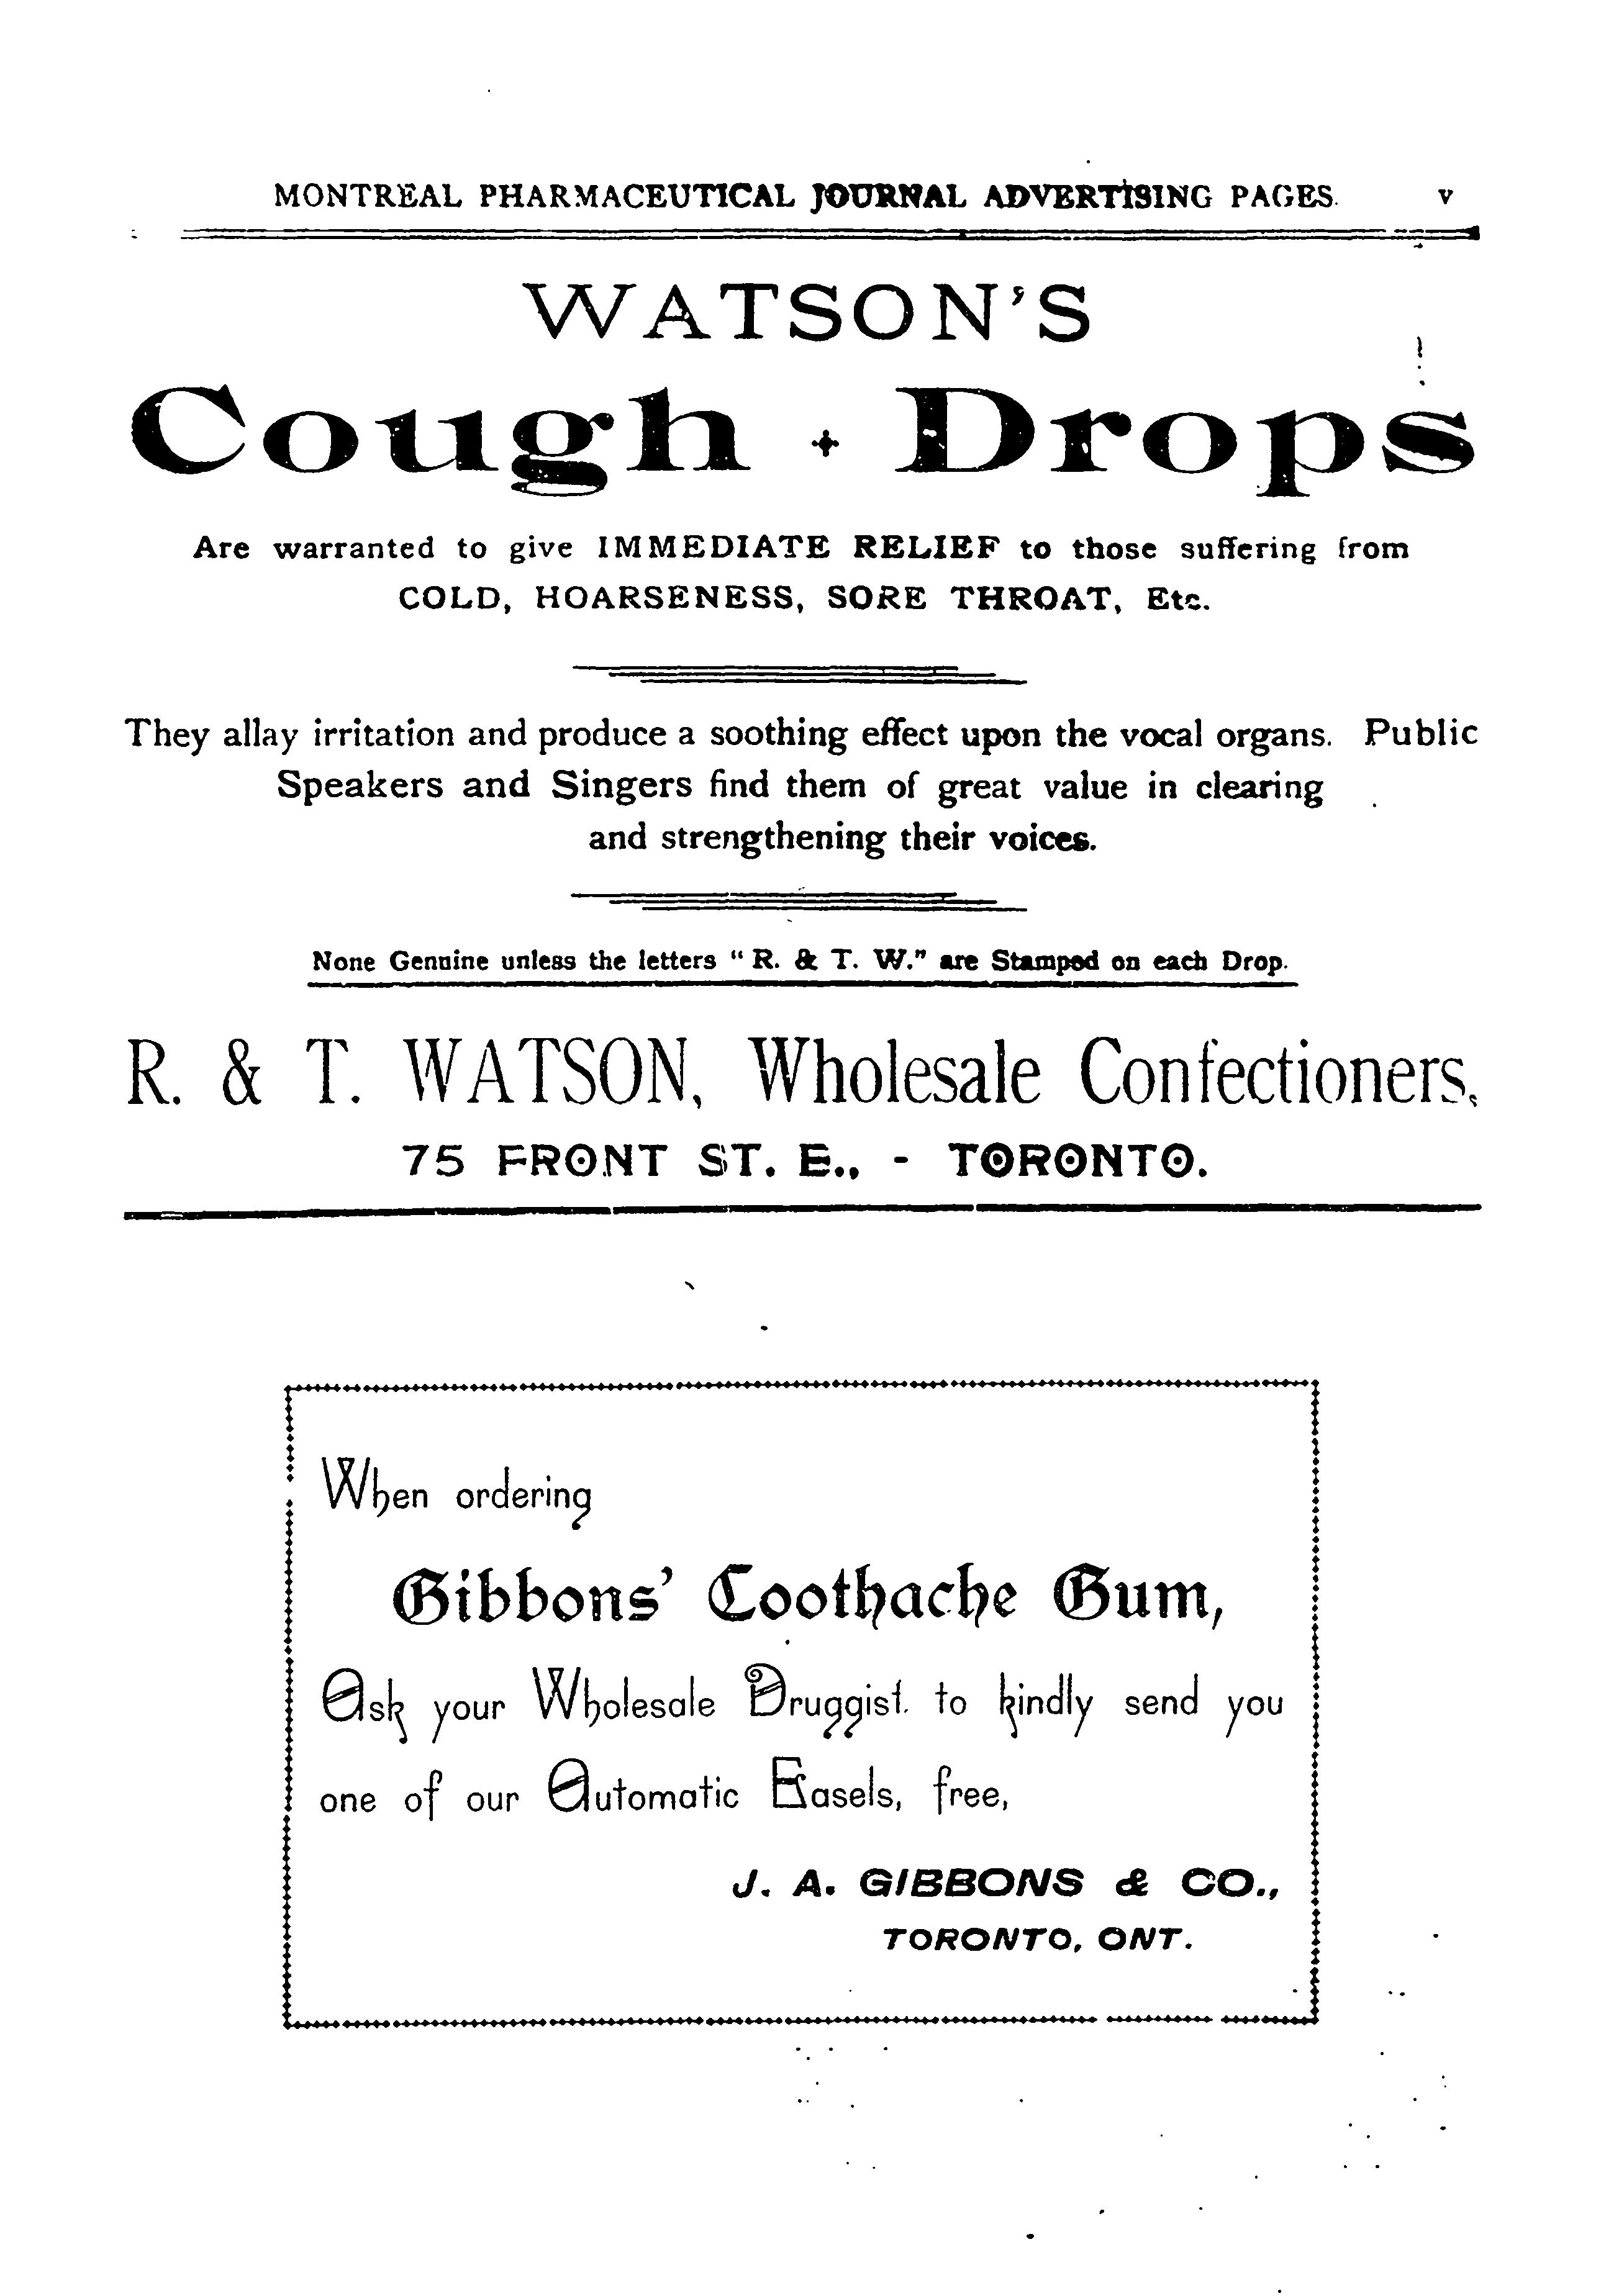 MONTREAL PHARMACEUTICAL JOURNAL ADVERTISING PAGES. v
WATSON'S
Cough Drops
Are warranted to give IMMEDIATE RELIEF to those suffering from
COLD, HOARSENESS, SORE THROAT, Etc.
They allay irritation and produce a soothing effect upon the vocal organs. Public
Speakers and Singers find them of great value in clearing
and strengthening their voices.
None Genuine unless the letters "R. & T. W." are Stamped on each Drop.
R. & T. WATSON, Wholesale Confectioners,
75 FRONT ST. E., - TORONTO.
When ordering
Gibbons' Toothache Gum,
Ask your Wholesale Druggist. to kindly send you
one of our Automatic Easels, free,
J. A. GIBBONS & CO.,
TORONTO, ONT.